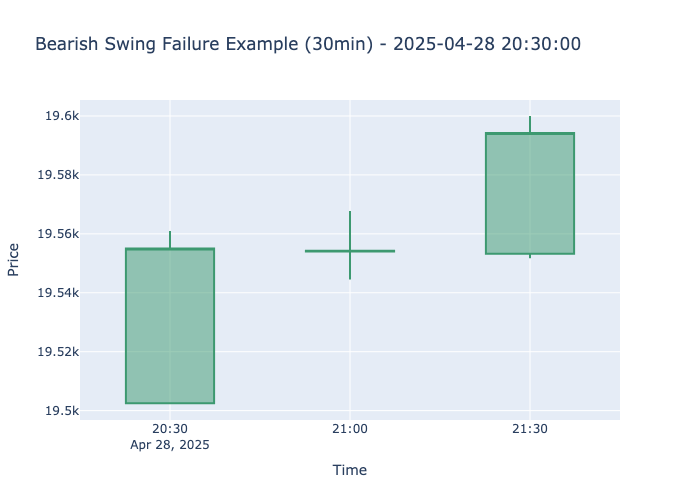 Bearish Swing Failure Example (30min) - 2025-04-28 20:30:00
19.6k
19.58k
19.56k
19.54k
19.52k
19.5k
Price
20:30
Apr 28, 2025
21:00
21:30
Time